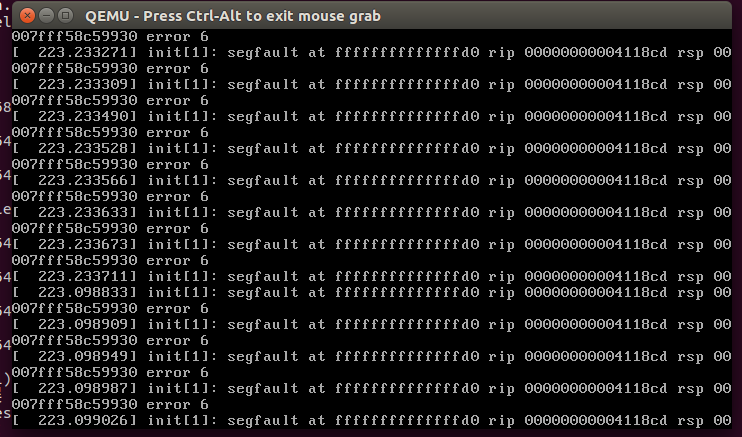 QEMU - Press Ctrl-Alt to exit mouse grab
007fff58c59930 error 6
[  223.233271] init[1]: segfault at ffffffffffffffd0 rip 00000000004118cd rsp 00
007fff58c59930 error 6
[  223.233309] init[1]: segfault at ffffffffffffffd0 rip 00000000004118cd rsp 00
007fff58c59930 error 6
[  223.233490] init[1]: segfault at ffffffffffffffd0 rip 00000000004118cd rsp 00
007fff58c59930 error 6
[  223.233528] init[1]: segfault at ffffffffffffffd0 rip 00000000004118cd rsp 00
007fff58c59930 error 6
[  223.233566] init[1]: segfault at ffffffffffffffd0 rip 00000000004118cd rsp 00
007fff58c59930 error 6
[  223.233633] init[1]: segfault at ffffffffffffffd0 rip 00000000004118cd rsp 00
007fff58c59930 error 6
[  223.233673] init[1]: segfault at ffffffffffffffd0 rip 00000000004118cd rsp 00
007fff58c59930 error 6
[  223.233711] init[1]: segfault at ffffffffffffffd0 rip 00000000004118cd rsp 00
[  223.098833] init[1]: segfault at ffffffffffffffd0 rip 00000000004118cd rsp 00
007fff58c59930 error 6
[  223.098909] init[1]: segfault at ffffffffffffffd0 rip 00000000004118cd rsp 00
007fff58c59930 error 6
[  223.098949] init[1]: segfault at ffffffffffffffd0 rip 00000000004118cd rsp 00
007fff58c59930 error 6
[  223.098987] init[1]: segfault at ffffffffffffffd0 rip 00000000004118cd rsp 00
007fff58c59930 error 6
[  223.099026] init[1]: segfault at ffffffffffffffd0 rip 00000000004118cd rsp 00